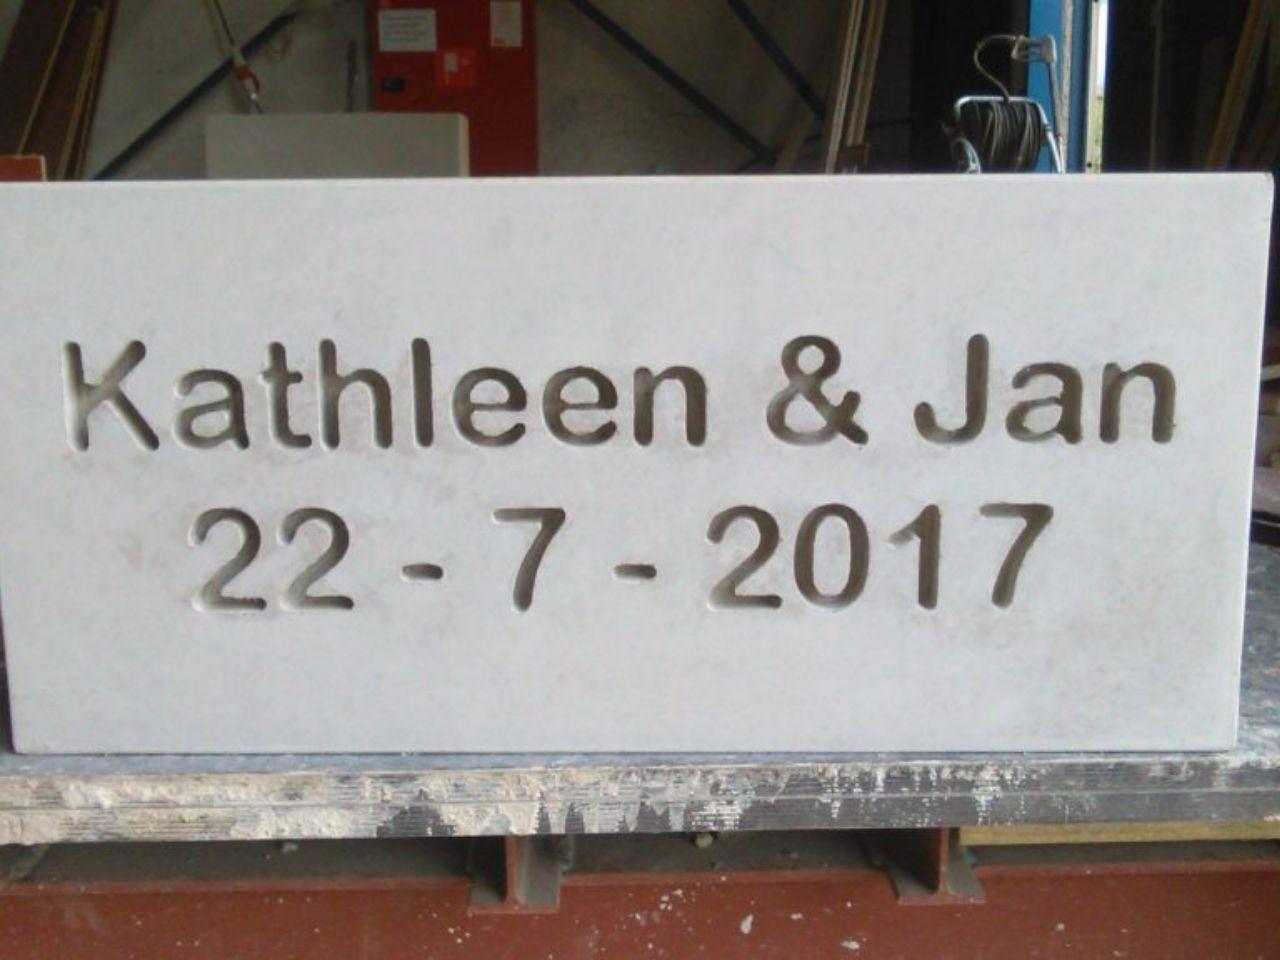 Kathleen & Jan
22 - 7 - 2017